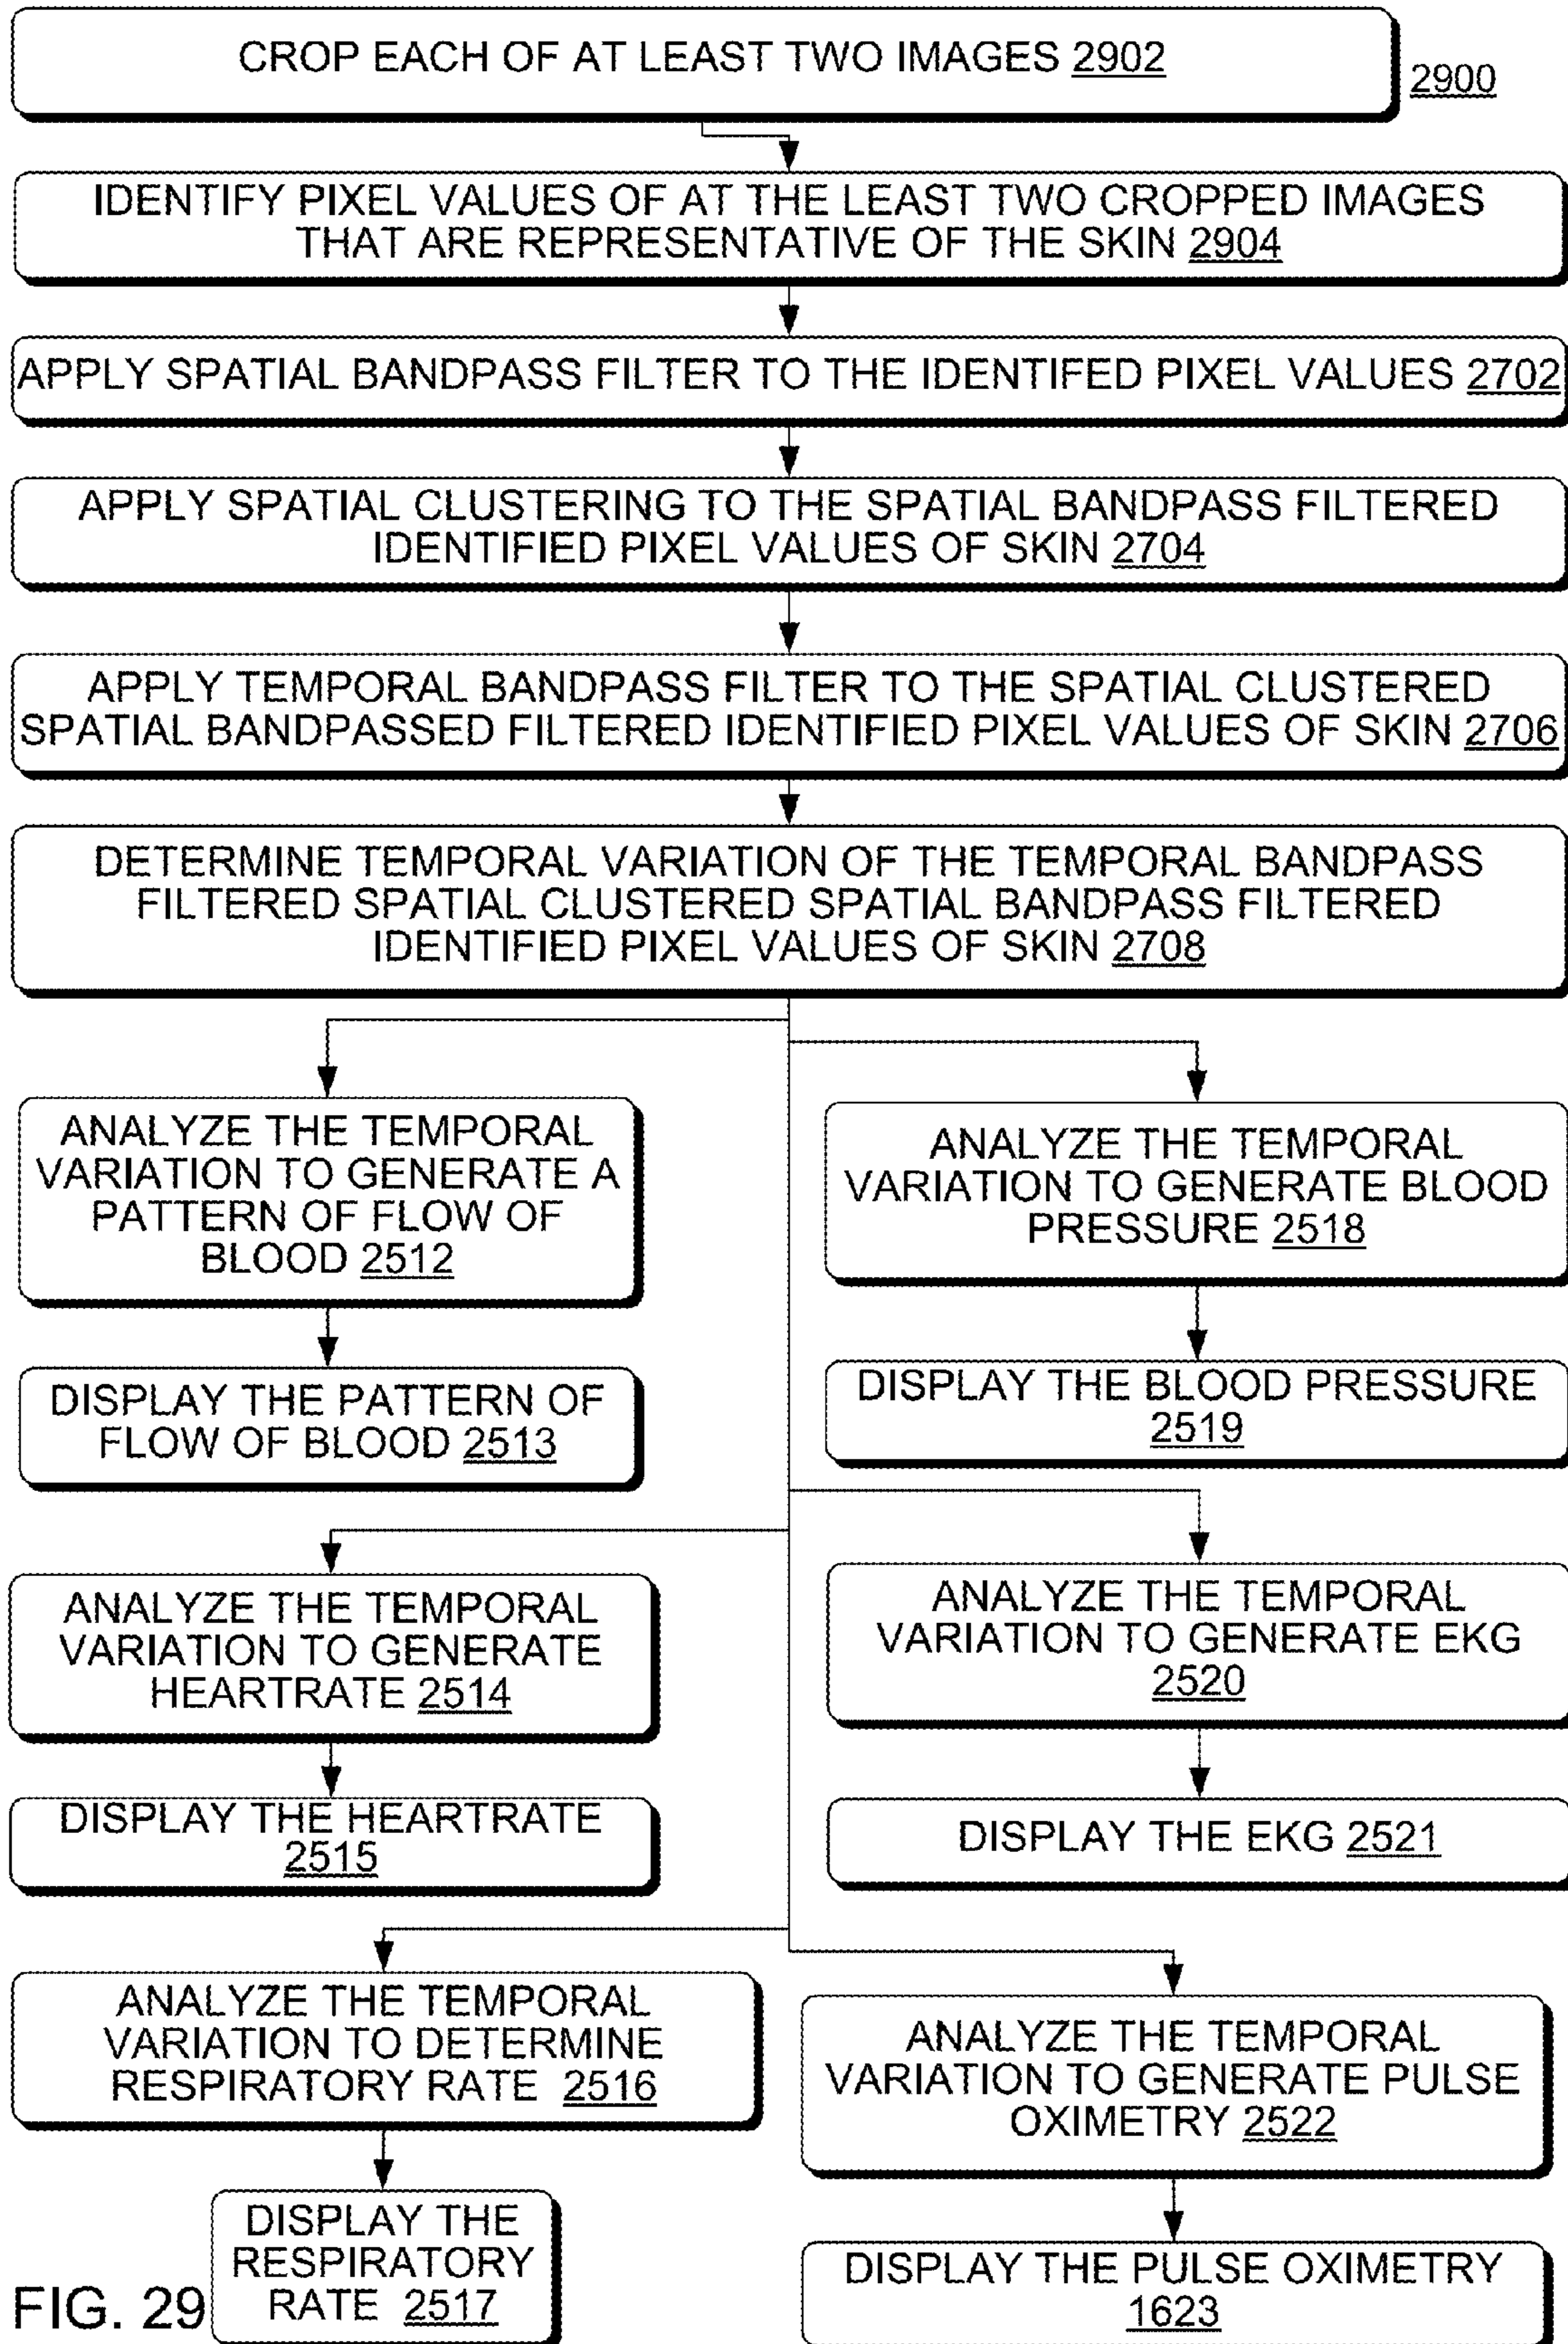 CROP EACH OF AT LEAST TWO IMAGES 2902
2900
IDENTIFY PIXEL VALUES OF AT THE LEAST TWO CROPPED IMAGES
THAT ARE REPRESENTATIVE OF THE SKIN 2904
APPLY SPATIAL BANDPASS FILTER TO THE IDENTIFED PIXEL VALUES 2702
APPLY SPATIAL CLUSTERING TO THE SPATIAL BANDPASS FILTERED
IDENTIFIED PIXEL VALUES OF SKIN 2704
APPLY TEMPORAL BANDPASS FILTER TO THE SPATIAL CLUSTERED
SPATIAL BANDPASSED FILTERED IDENTIFIED PIXEL VALUES OF SKIN 2706
DETERMINE TEMPORAL VARIATION OF THE TEMPORAL BANDPASS
FILTERED SPATIAL CLUSTERED SPATIAL BANDPASS FILTERED
IDENTIFIED PIXEL VALUES OF SKIN 2708
ANALYZE THE TEMPORAL
VARIATION TO GENERATE A
PATTERN OF FLOW OF
BLOOD 2512
DISPLAY THE PATTERN OF
FLOW OF BLOOD 2513
ANALYZE THE TEMPORAL
VARIATION TO GENERATE BLOOD
PRESSURE 2518
DISPLAY THE BLOOD PRESSURE
2519
ANALYZE THE TEMPORAL
VARIATION TO GENERATE
HEARTRATE 2514
DISPLAY THE HEARTRATE
2515
ANALYZE THE TEMPORAL
VARIATION TO GENERATE EKG
2520
DISPLAY THE EKG 2521
ANALYZE THE TEMPORAL
VARIATION TO DETERMINE
RESPIRATORY RATE 2516
DISPLAY THE
RESPIRATORY
RATE 2517
ANALYZE THE TEMPORAL
VARIATION TO GENERATE PULSE
OXIMETRY 2522
DISPLAY THE PULSE OXIMETRY
1623
FIG. 29